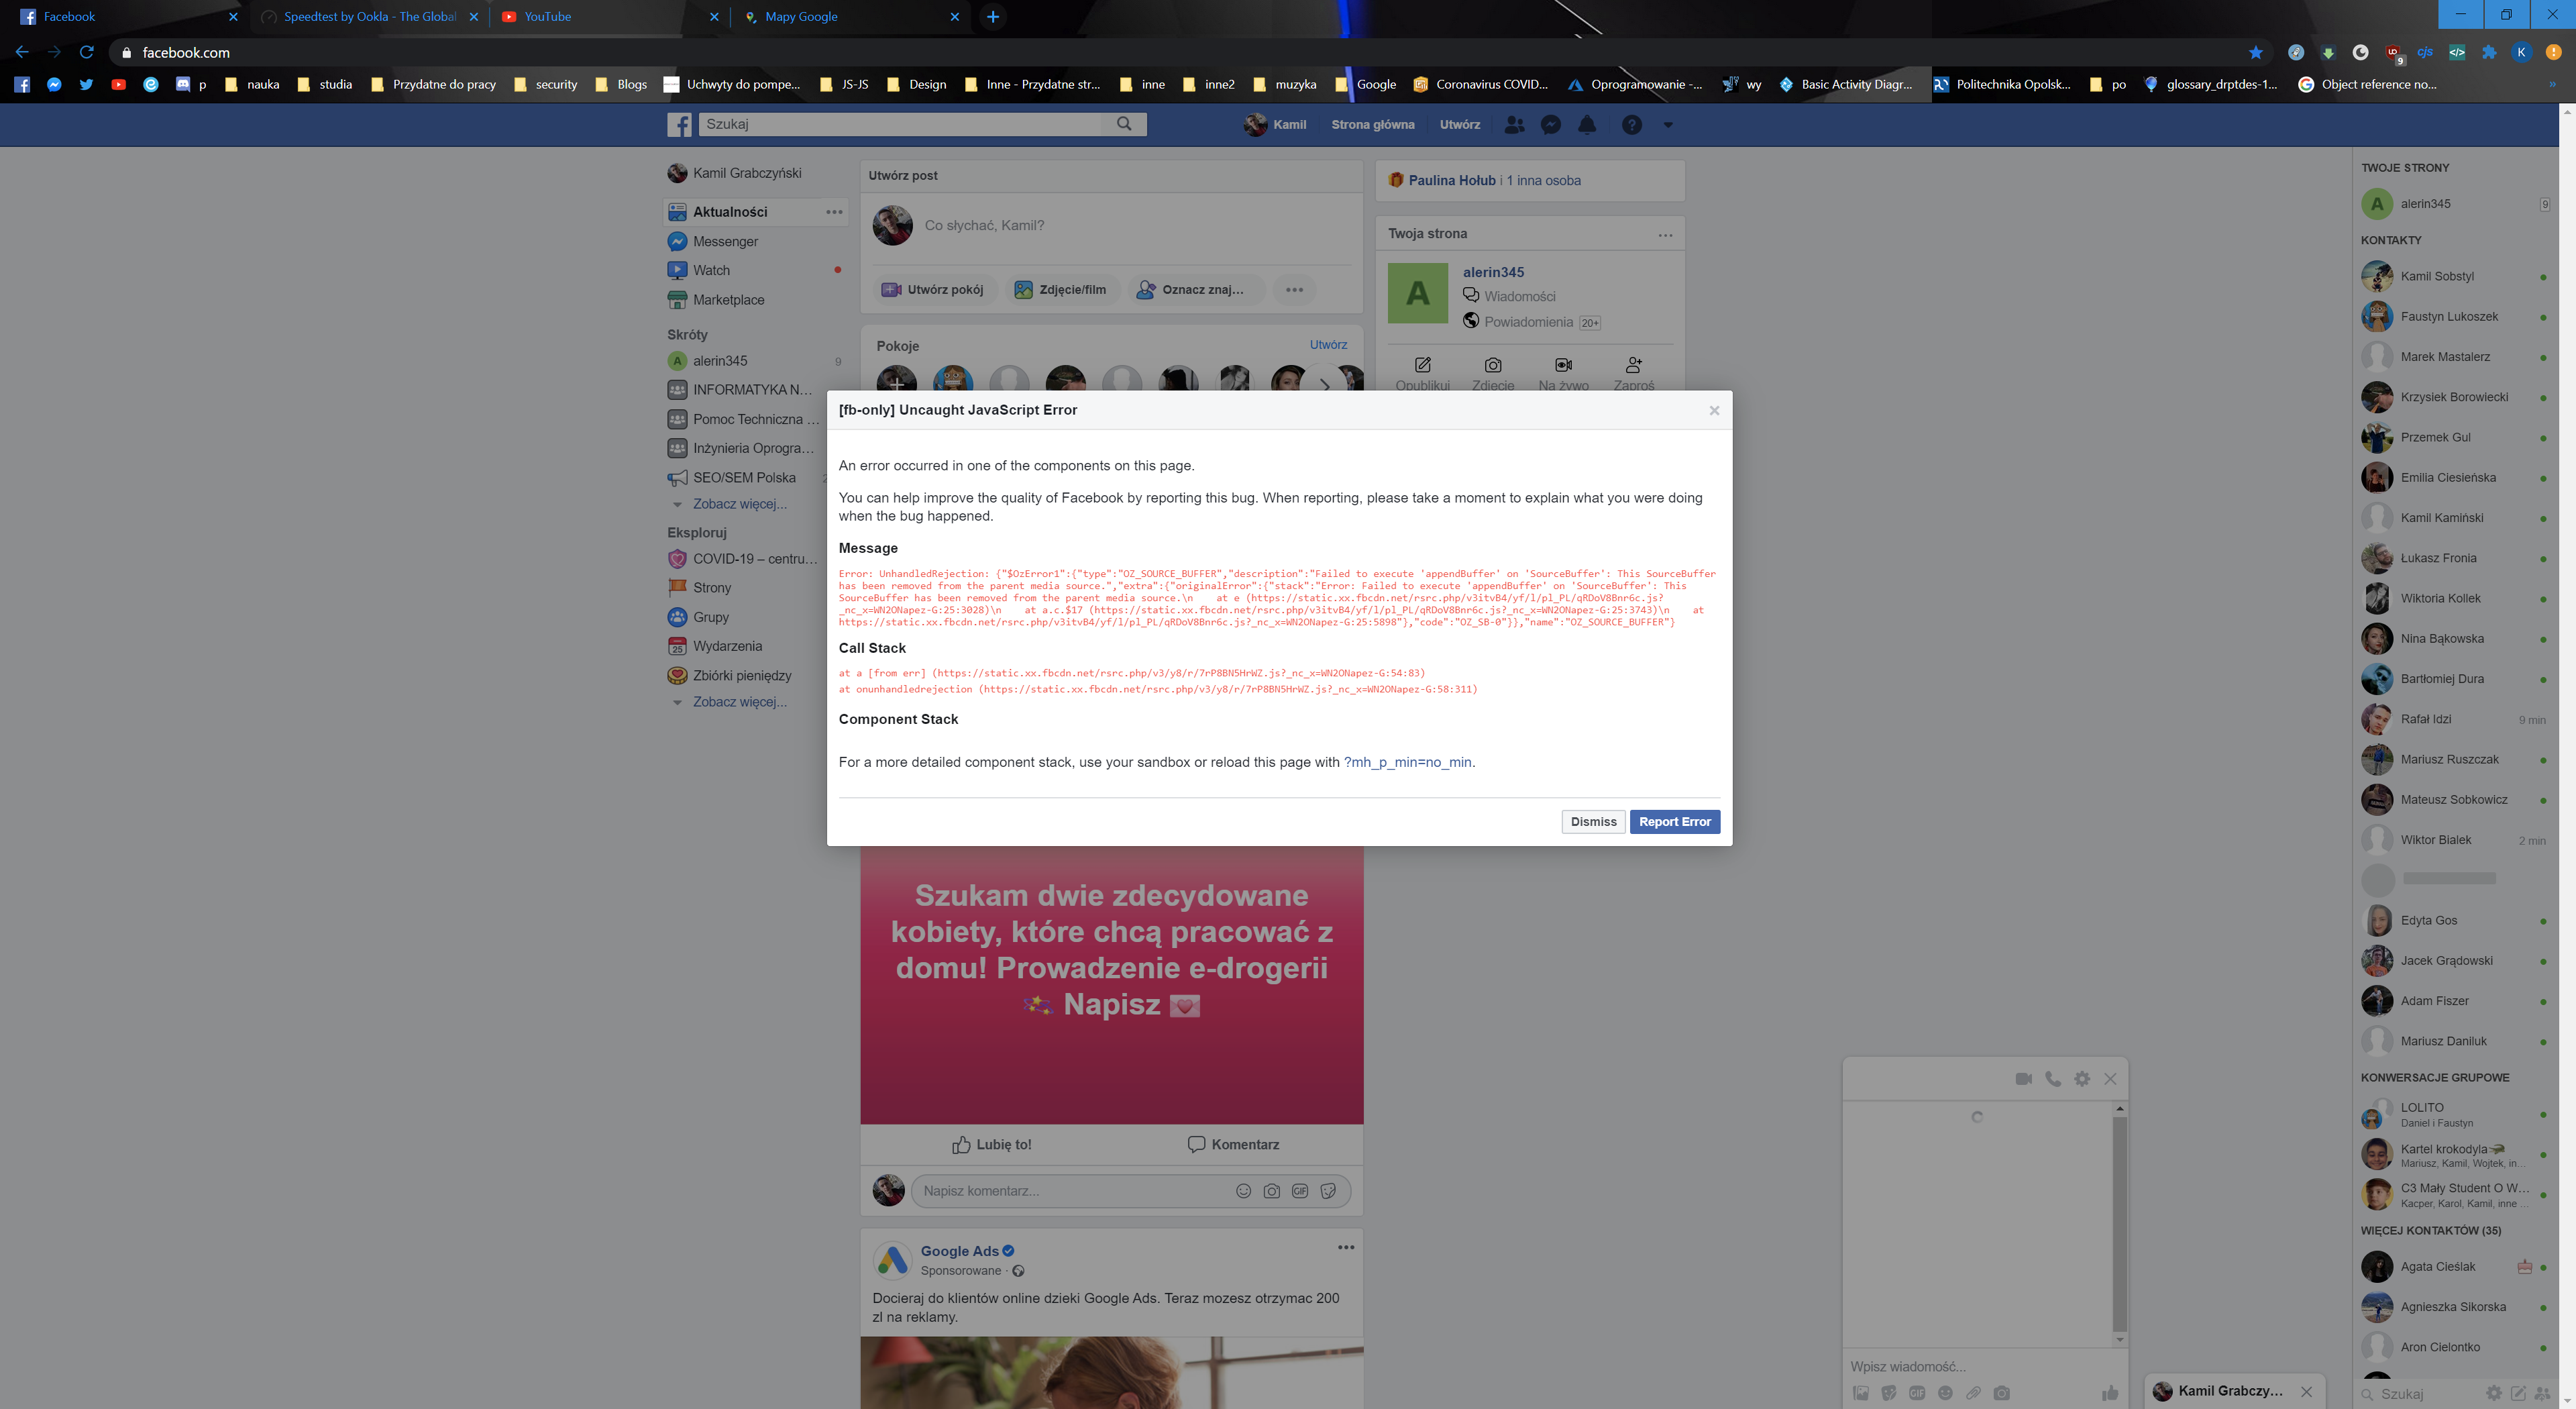 Facebook
Speedtest by Ookla - The Global
YouTube
Mapy Google
facebook.com
9
cjs
K
p
nauka
studia
Przydatne do pracy
security
Blogs
Uchwyty do pompe...
JS-JS
Design
Inne - Przydatne str...
inne
inne2
muzyka
Google
Coronavirus COVID...
Oprogramowanie -...
wy
Basic Activity Diagr...
Politechnika Opolsk...
po
glossary_drptdes-1...
Object reference no...
Szukaj
Kamil
Strona główna
Utwórz
Kamil Grabczyński
Aktualności
Messenger
Watch
Marketplace
Skróty
A alerin345 9
INFORMATYKA N...
Pomoc Techniczna ...
Inżynieria Oprogra...
SEO/SEM Polska
Zobacz więcej...
Eksploruj
COVID-19 – centru...
Strony
Grupy
25 Wydarzenia
Zbiórki pieniędzy
Zobacz więcej...
Utwórz post
Co słychać, Kamil?
Utwórz pokój
Zdjęcie/film
Oznacz znaj...
Pokoje
Utwórz
Paulina Hołub i 1 inna osoba
Twoja strona
A
alerin345
Wiadomości
Powiadomienia 20+
Opublikuj
Zdjęcie
Na żywo
Zaproś
[fb-only] Uncaught JavaScript Error
An error occurred in one of the components on this page.
You can help improve the quality of Facebook by reporting this bug. When reporting, please take a moment to explain what you were doing
when the bug happened.
Message
Error: UnhandledRejection: {"$OzError1":{"type":"OZ_SOURCE_BUFFER","description":"Failed to execute 'appendBuffer' on 'SourceBuffer': This SourceBuffer
has been removed from the parent media source.","extra":{"originalError":{"stack":"Error: Failed to execute 'appendBuffer' on 'SourceBuffer': This
SourceBuffer has been removed from the parent media source.\n    at e (https://static.xx.fbcdn.net/rsrc.php/v3itvB4/yf/l/pl_PL/qRDoV8Bnr6c.js?
_nc_x=WN2ONapez-G:25:3028)\n    at a.c.$17 (https://static.xx.fbcdn.net/rsrc.php/v3itvB4/yf/l/pl_PL/qRDoV8Bnr6c.js?_nc_x=WN2ONapez-G:25:3743)\n    at
https://static.xx.fbcdn.net/rsrc.php/v3itvB4/yf/l/pl_PL/qRDoV8Bnr6c.js?_nc_x=WN2ONapez-G:25:5898"},"code":"OZ_SB-0"}},"name":"OZ_SOURCE_BUFFER"}
Call Stack
at a [from err] (https://static.xx.fbcdn.net/rsrc.php/v3/y8/r/7rP8BN5HrWZ.js?_nc_x=WN2ONapez-G:54:83)
at onunhandledrejection (https://static.xx.fbcdn.net/rsrc.php/v3/y8/r/7rP8BN5HrWZ.js?_nc_x=WN2ONapez-G:58:311)
Component Stack
For a more detailed component stack, use your sandbox or reload this page with ?mh_p_min=no_min.
Dismiss
Report Error
Szukam dwie zdecydowane
kobiety, które chcą pracować z
domu! Prowadzenie e-drogerii
💫 Napisz 💌
Lubię to!
Komentarz
Napisz komentarz...
GIF
Google Ads
Sponsorowane ·
Docieraj do klientów online dzieki Google Ads. Teraz mozesz otrzymac 200
zl na reklamy.
Wpisz wiadomość...
GIF
Kamil Grabczy...
TWOJE STRONY
A alerin345 9
KONTAKTY
Kamil Sobstyl
Faustyn Lukoszek
Marek Mastalerz
Krzysiek Borowiecki
Przemek Gul
Emilia Ciesieńska
Kamil Kamiński
Łukasz Fronia
Wiktoria Kollek
Nina Bąkowska
Bartłomiej Dura
Rafał Idzi 9 min
Mariusz Ruszczak
Mateusz Sobkowicz
Wiktor Bialek 2 min
Edyta Gos
Jacek Grądowski
Adam Fiszer
Mariusz Daniluk
KONWERSACJE GRUPOWE
LOLITO
Daniel i Faustyn
Kartel krokodyla🐊
Mariusz, Kamil, Wojtek, in...
C3 Mały Student O W...
Kacper, Karol, Kamil, inne ...
WIĘCEJ KONTAKTÓW (35)
Agata Cieślak
Agnieszka Sikorska
Aron Cielontko
Szukaj